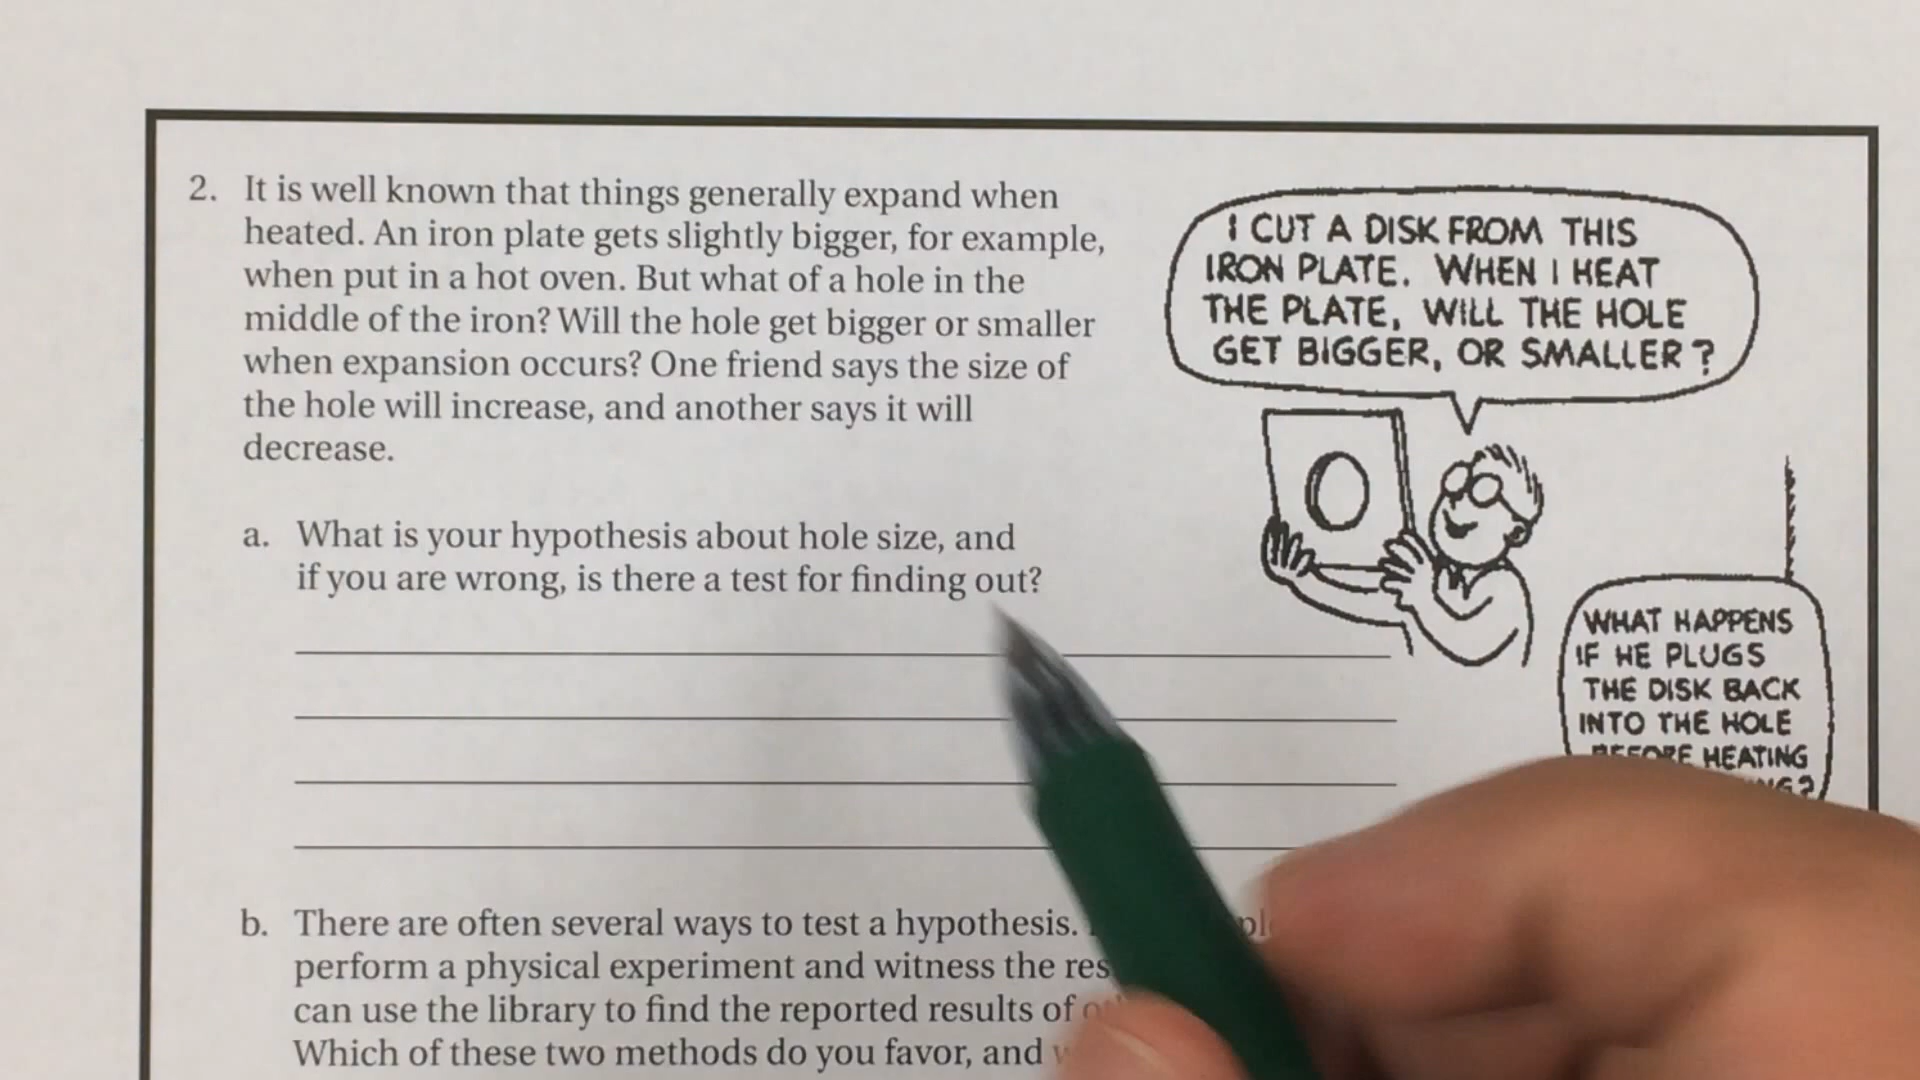 2. It is well known that things generally expand when
heated. An iron plate gets slightly bigger, for example,
when put in a hot oven. But what of a hole in the
middle of the iron? Will the hole get bigger or smaller
when expansion occurs? One friend says the size of
the hole will increase, and another says it will
decrease.
I CUT A DISK FROM THIS
IRON PLATE. WHEN I HEAT
THE PLATE, WILL THE HOLE
GET BIGGER, OR SMALLER?
a. What is your hypothesis about hole size, and
if you are wrong, is there a test for finding out?
WHAT HAPPENS
IF HE PLUGS
THE DISK BACK
INTO THE HOLE
BEFORE HEATING
b. There are often several ways to test a hypothesis.
perform a physical experiment and witness the
can use the library to find the reported results of
Which of these two methods do you favor, and